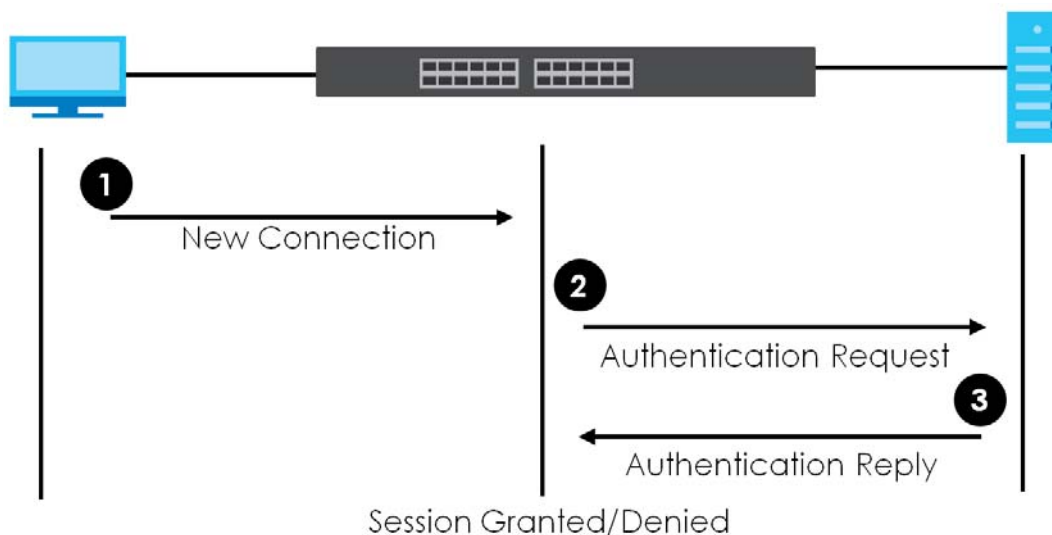 1
New Connection
2
Authentication Request
3
Authentication Reply
Session Granted/Denied